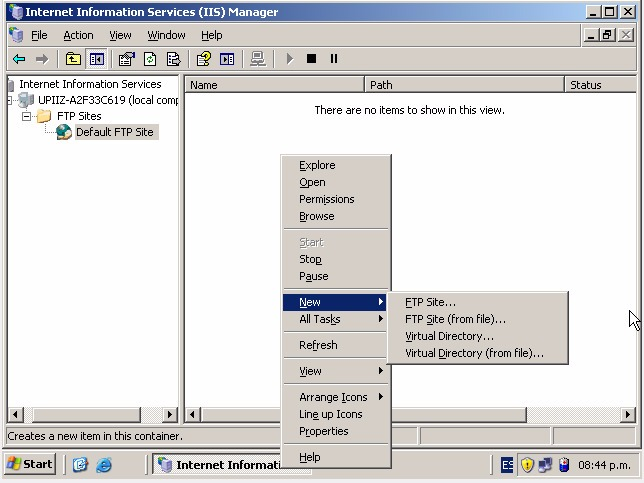 Internet Information Services (IIS) Manager
File Action View Window Help
Internet Information Services
UPIIZ-A2F33C619 (local comp
FTP Sites
Default FTP Site
Name Path Status
There are no items to show in this view.
Explore
Open
Permissions
Browse
Start
Stop
Pause
New
All Tasks
Refresh
View
Arrange Icons
Line up Icons
Properties
Help
FTP Site...
FTP Site (from file)...
Virtual Directory...
Virtual Directory (from file)...
Creates a new item in this container.
Start Internet Informati ES 08:44 p.m.